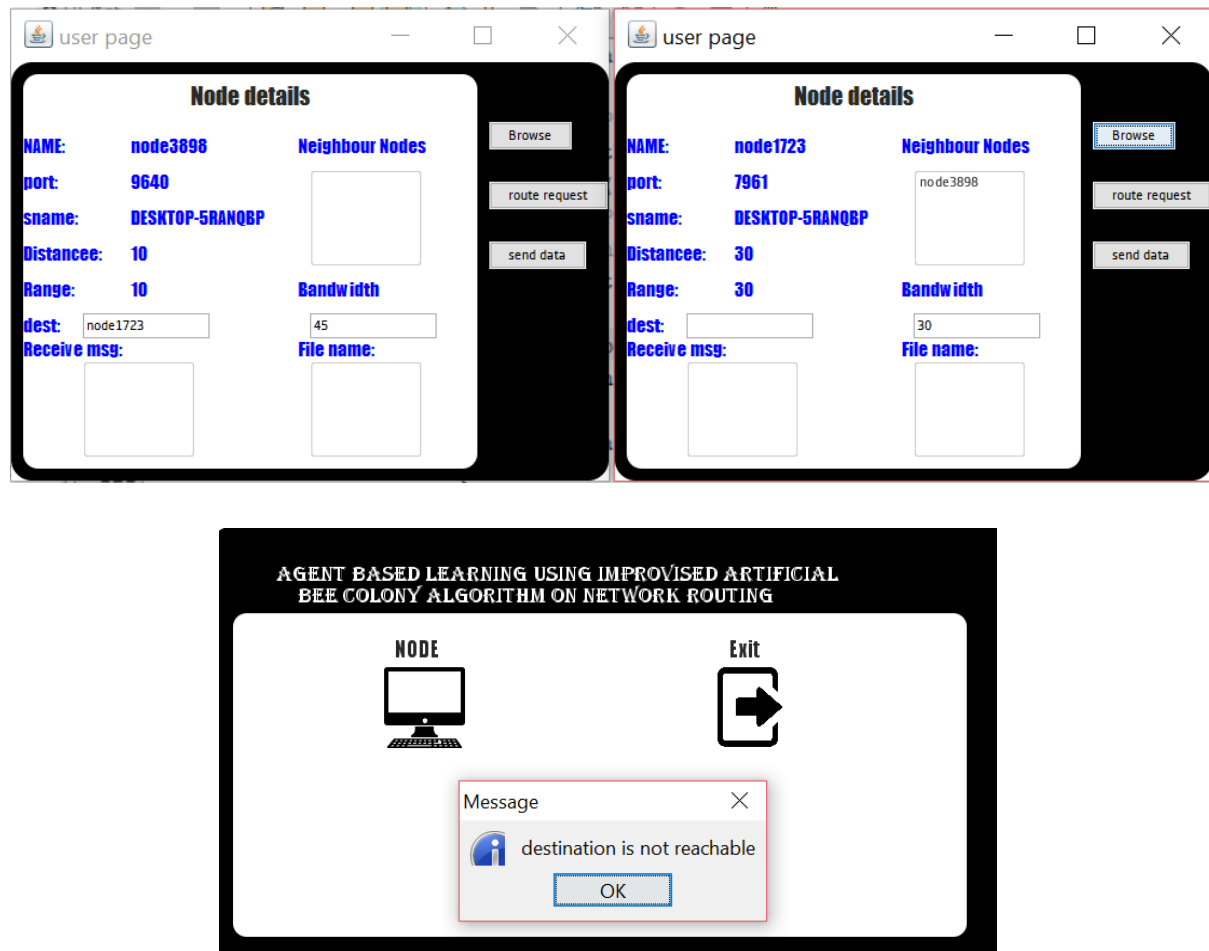 user page
Node details
NAME: node3898 Neighbour Nodes
port: 9640
sname: DESKTOP-5RANQBP
Distancee: 10
Range: 10 Bandwidth
dest: node1723 45
Receive msg: File name:
Browse
route request
send data
user page
Node details
NAME: node1723 Neighbour Nodes
port: 7961 node3898
sname: DESKTOP-5RANQBP
Distancee: 30
Range: 30 Bandwidth
dest: 30
Receive msg: File name:
Browse
route request
send data
AGENT BASED LEARNING USING IMPROVISED ARTIFICIAL
BEE COLONY ALGORITHM ON NETWORK ROUTING
NODE Exit
Message
destination is not reachable
OK